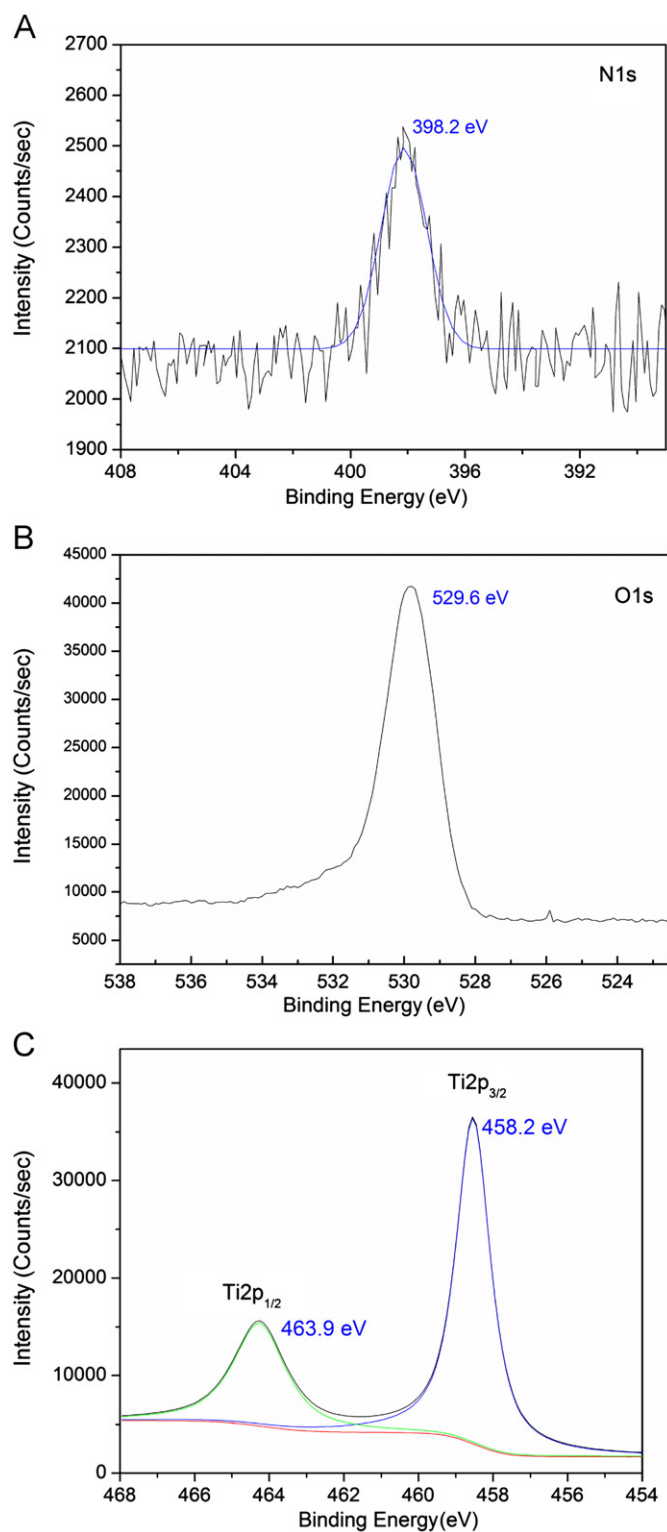 A
N1s
398.2 eV
Intensity (Counts/sec)
2700
2600
2500
2400
2300
2200
2100
2000
1900
408 404 400 396 392
Binding Energy (eV)
B
O1s
529.6 eV
Intensity (Counts/sec)
45000
40000
35000
30000
25000
20000
15000
10000
5000
538 536 534 532 530 528 526 524
Binding Energy (eV)
C
Ti2p3/2
458.2 eV
Ti2p1/2
463.9 eV
Intensity (Counts/sec)
40000
30000
20000
10000
0
468 466 464 462 460 458 456 454
Binding Energy (eV)